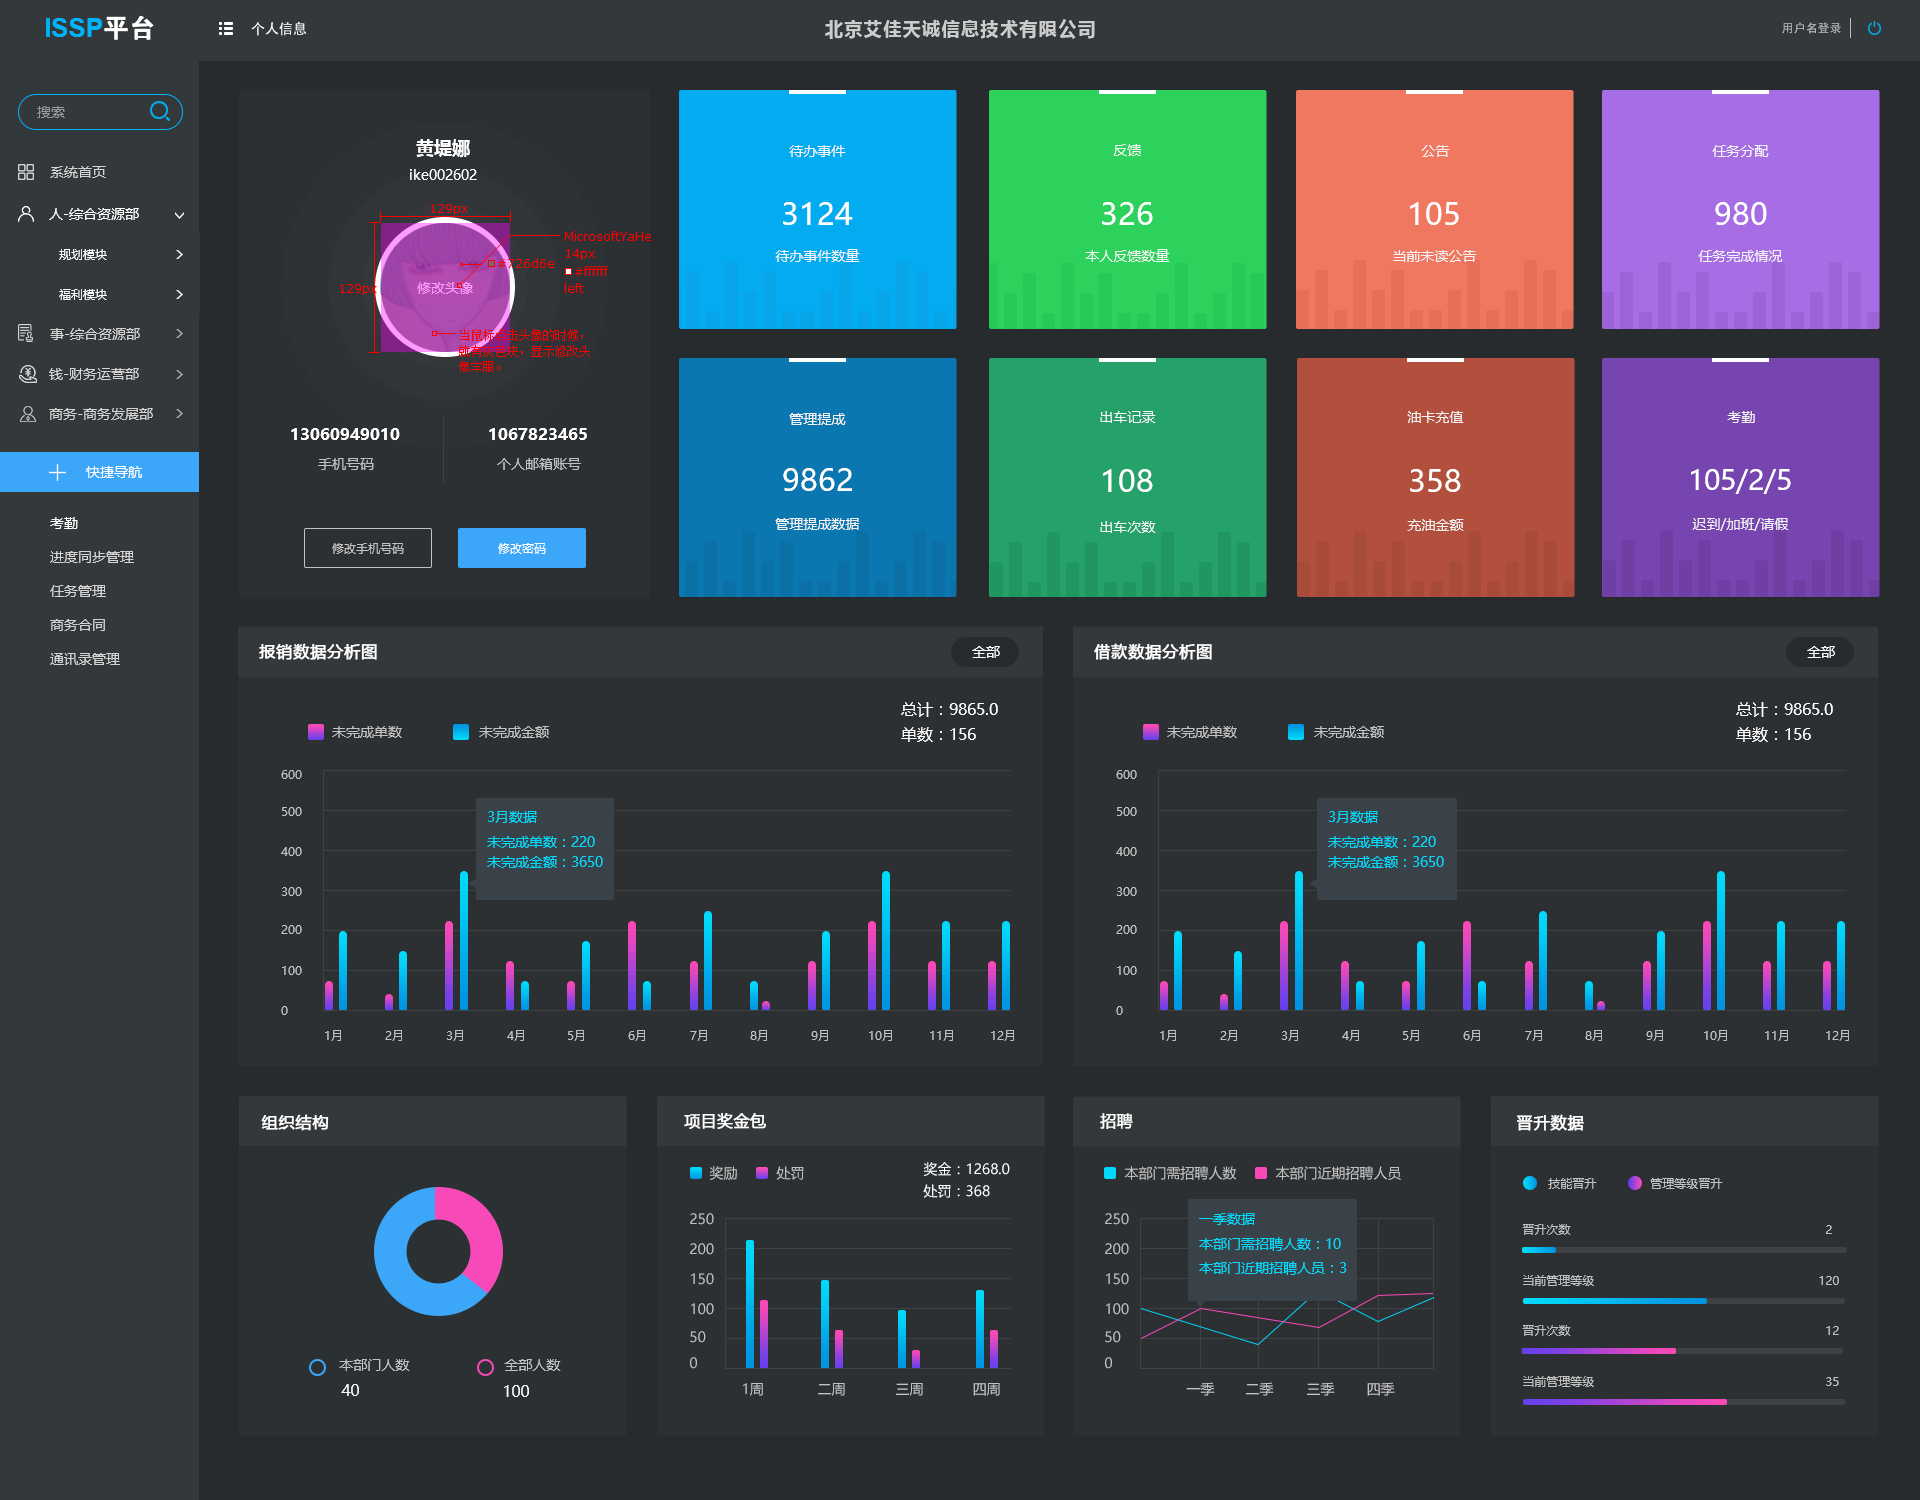 ISSP平台
个人信息
北京艾佳天诚信息技术有限公司
用户名登录
搜索
系统首页
人-综合资源部
规划模块
福利模块
事-综合资源部
钱-财务运营部
商务-商务发展部
快捷导航
考勤
进度同步管理
任务管理
商务合同
通讯录管理
黄堤娜
ike002602
129px
129px
MicrosoftYaHe
14px
#ffffff
left
#726d6e
修改头像
当鼠标点击头像的时候，
显示修改头
13060949010
手机号码
1067823465
个人邮箱账号
修改手机号码
修改密码
待办事件
3124
待办事件数量
反馈
326
本人反馈数量
公告
105
当前未读公告
任务分配
980
任务完成情况
管理提成
9862
管理提成数据
出车记录
108
出车次数
油卡充值
358
充油金额
考勤
105/2/5
迟到/加班/请假
报销数据分析图
全部
总计：9865.0
单数：156
未完成单数
未完成金额
600
500
400
300
200
100
0
3月数据
未完成单数：220
未完成金额：3650
1月 2月 3月 4月 5月 6月 7月 8月 9月 10月 11月 12月
借款数据分析图
全部
总计：9865.0
单数：156
未完成单数
未完成金额
600
500
400
300
200
100
0
3月数据
未完成单数：220
未完成金额：3650
1月 2月 3月 4月 5月 6月 7月 8月 9月 10月 11月 12月
组织结构
本部门人数
40
全部人数
100
项目奖金包
奖励
处罚
奖金：1268.0
处罚：368
250
200
150
100
50
0
1周 二周 三周 四周
招聘
本部门需招聘人数
本部门近期招聘人员
250
200
150
100
50
0
一季数据
本部门需招聘人数：10
本部门近期招聘人员：3
一季 二季 三季 四季
晋升数据
技能晋升
管理等级晋升
晋升次数 2
当前管理等级 120
晋升次数 12
当前管理等级 35